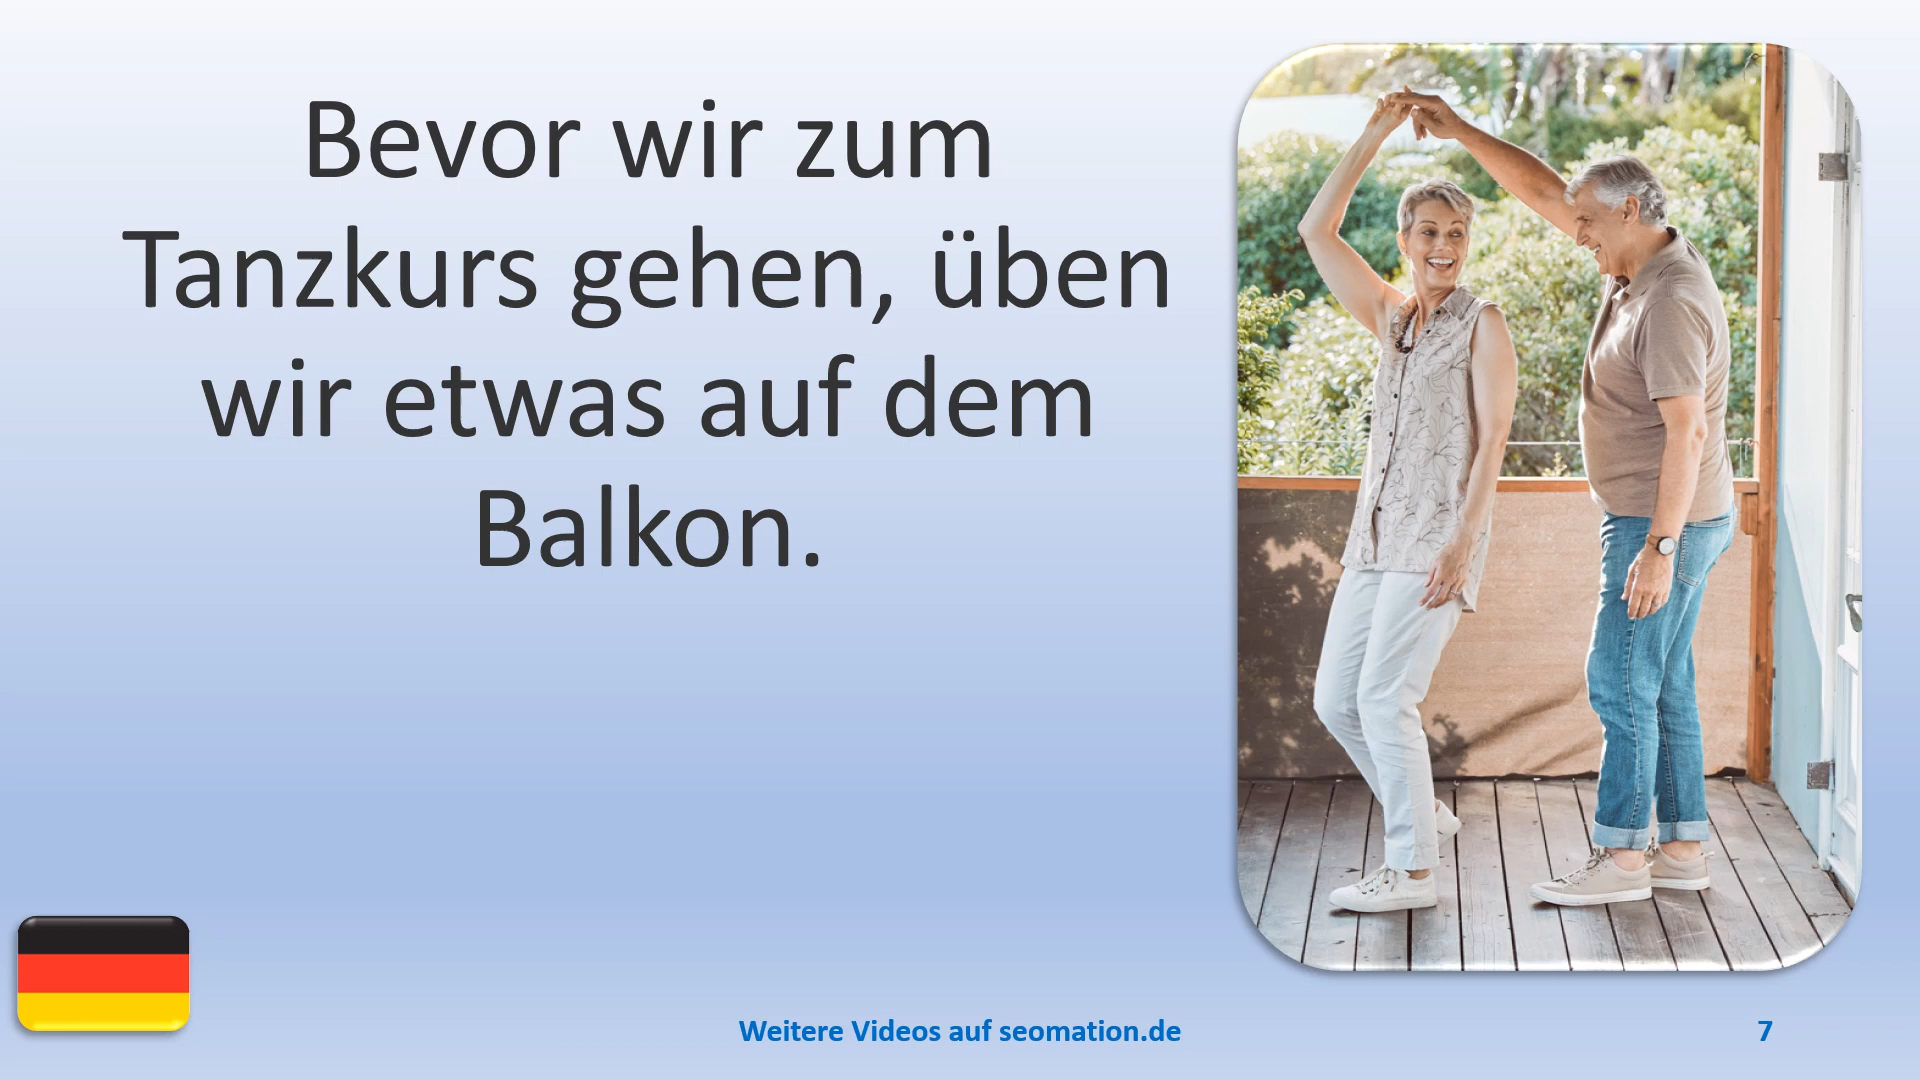 Bevor wir zum
Tanzkurs gehen, üben
wir etwas auf dem
Balkon.
Weitere Videos auf seomation.de
7